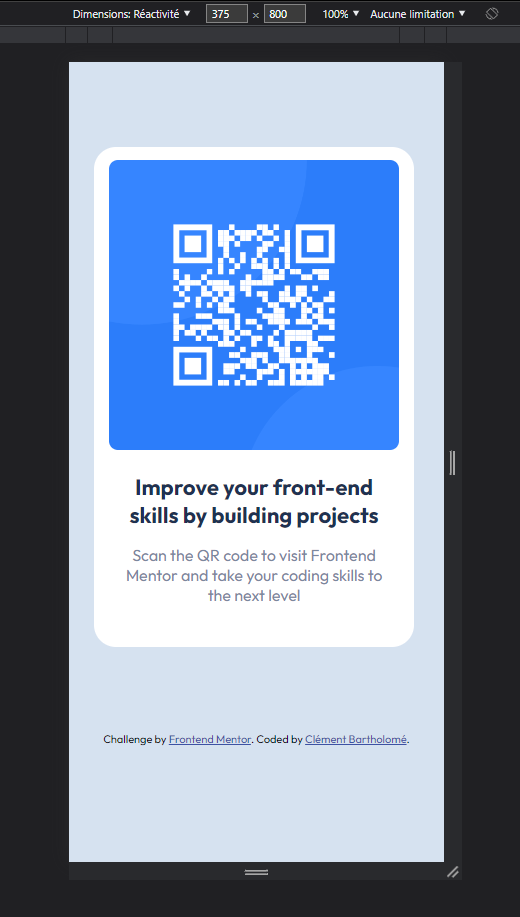 Dimensions: Réactivité ▼ 375 × 800 100% ▼ Aucune limitation ▼
Improve your front-end
skills by building projects
Scan the QR code to visit Frontend
Mentor and take your coding skills to
the next level
Challenge by Frontend Mentor. Coded by Clément Bartholomé.